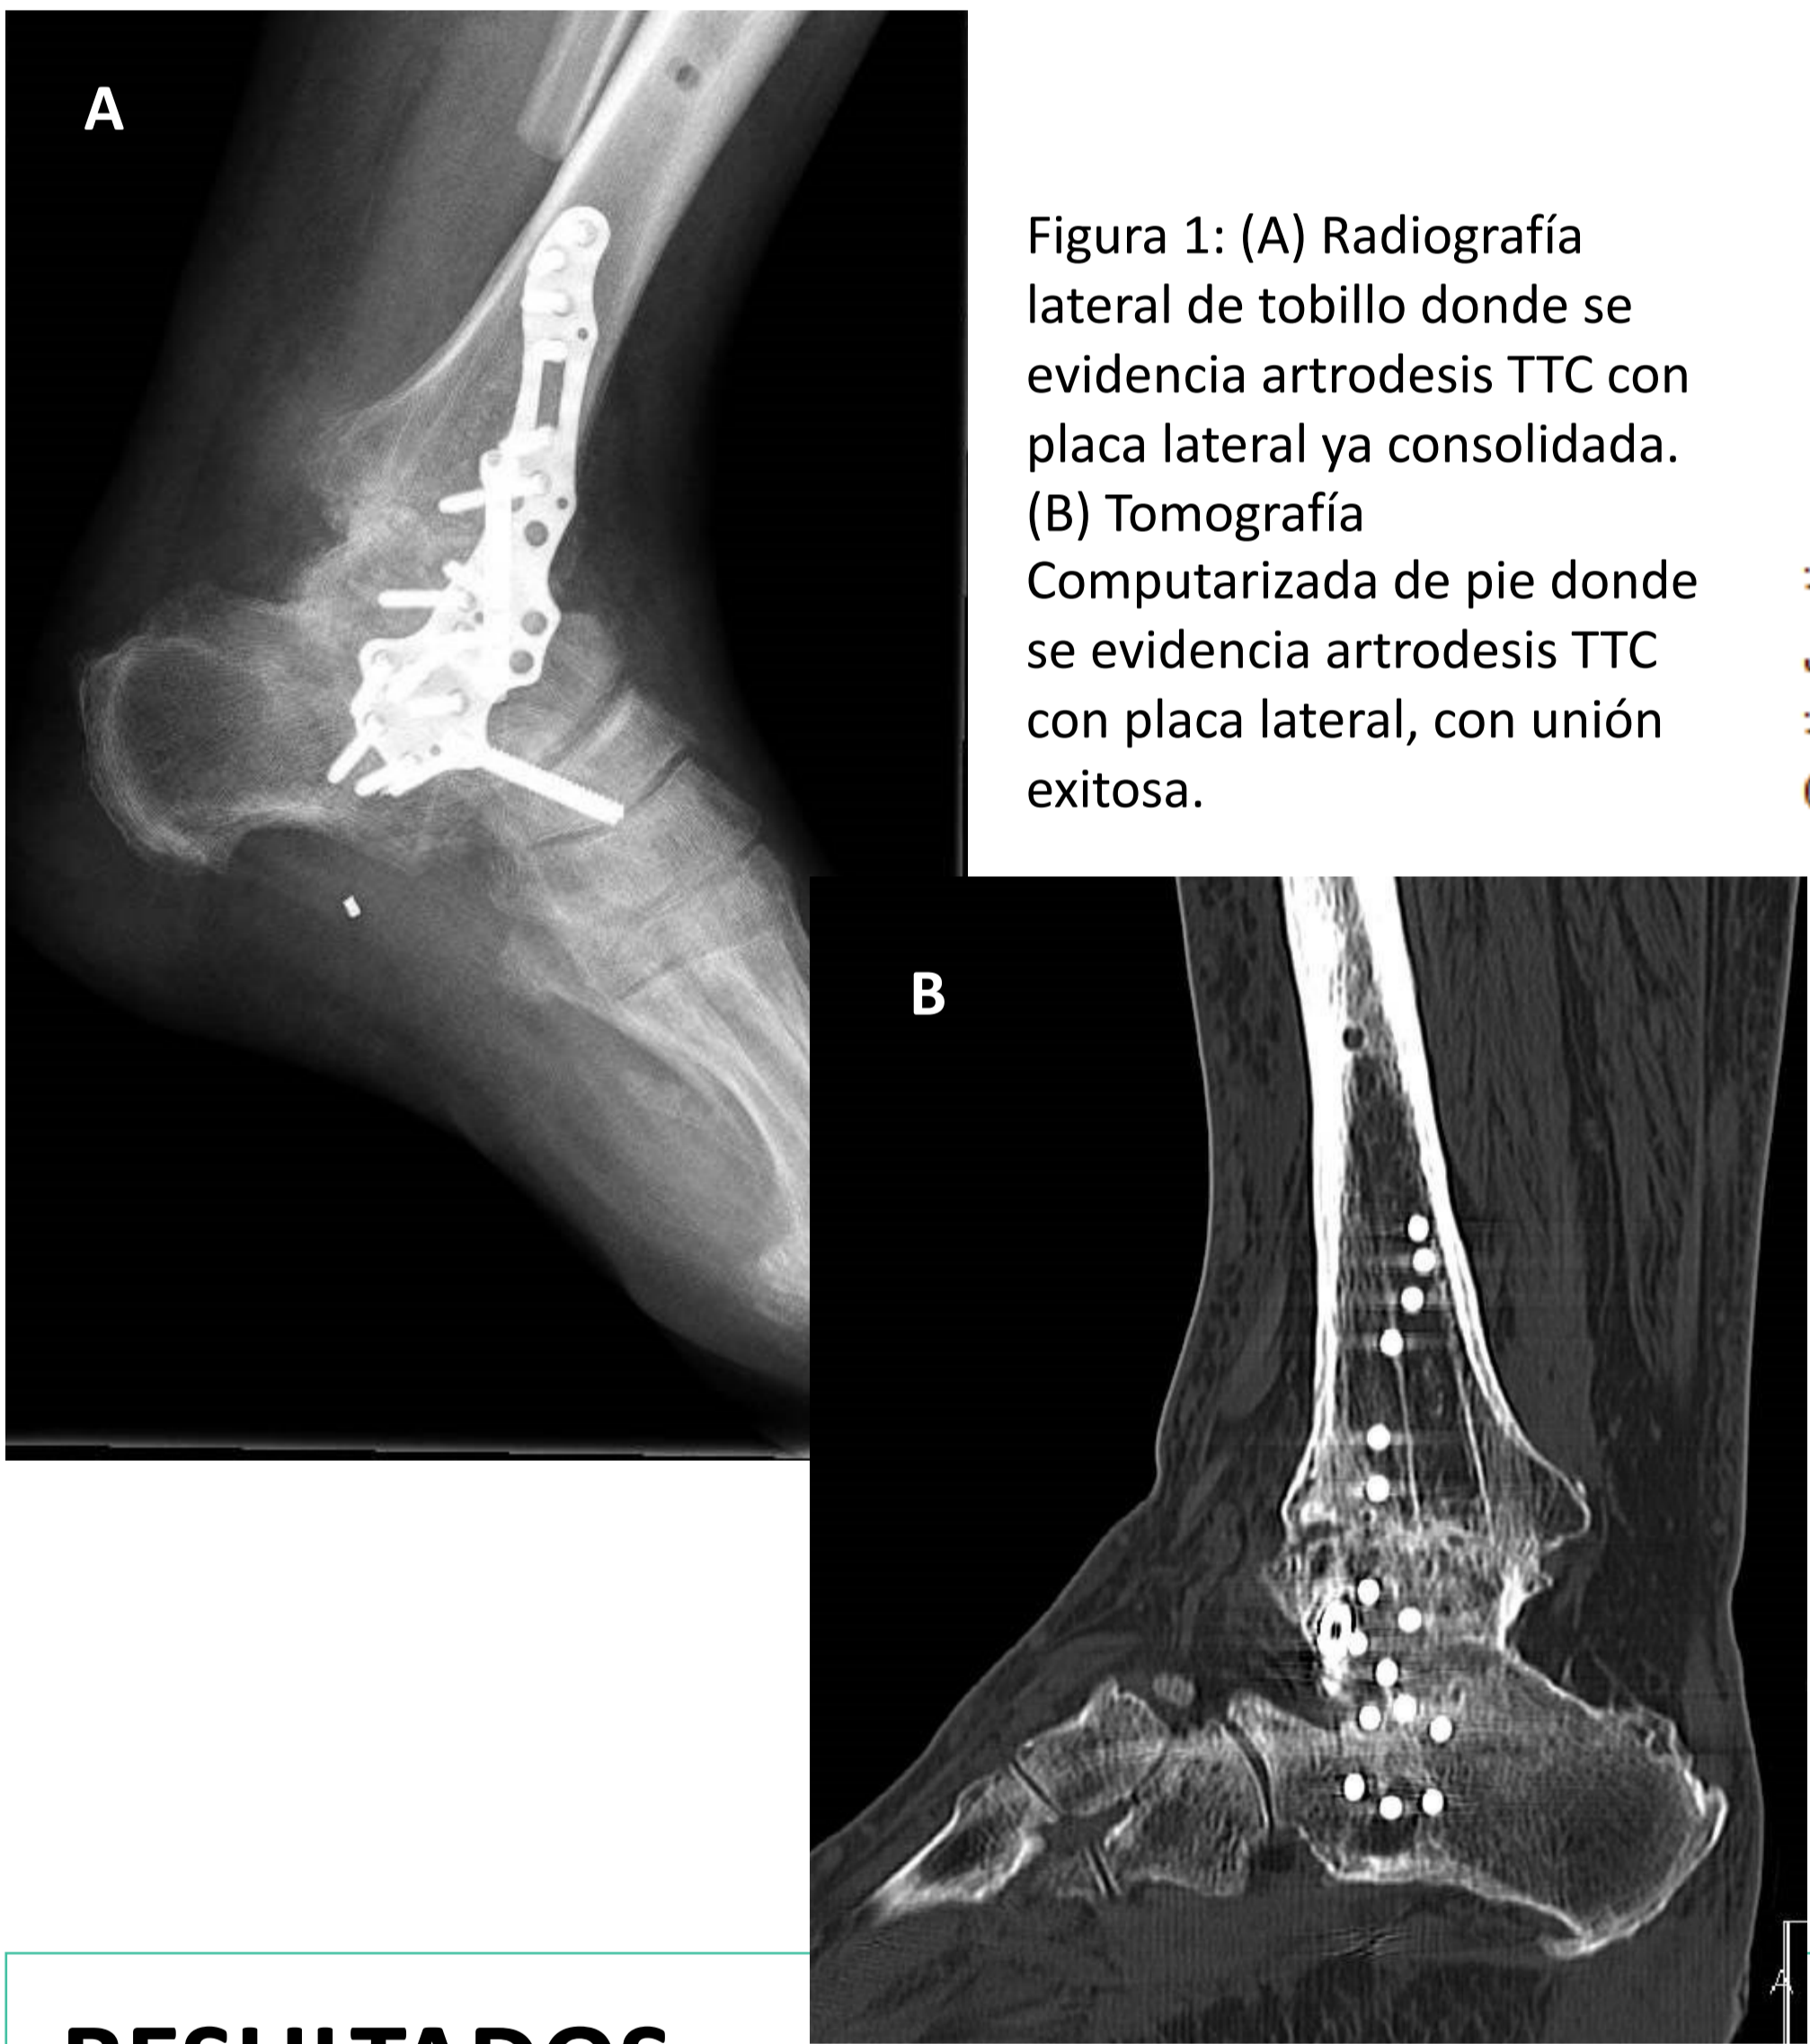 A
Figura 1: (A) Radiografía
lateral de tobillo donde se
evidencia artrodesis TTC con
placa lateral ya consolidada.
(B) Tomografía
Computarizada de pie donde
se evidencia artrodesis TTC
con placa lateral, con unión
exitosa.
B
A
RESULTADOS